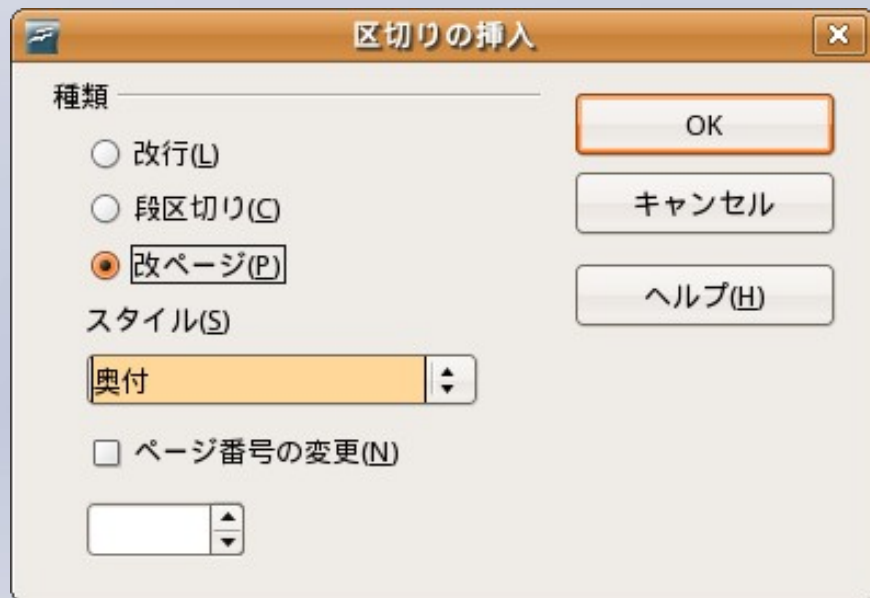 区切りの挿入
種類
改行(L)
段区切り(C)
改ページ(P)
スタイル(S)
奥付
ページ番号の変更(N)
OK
キャンセル
ヘルプ(H)